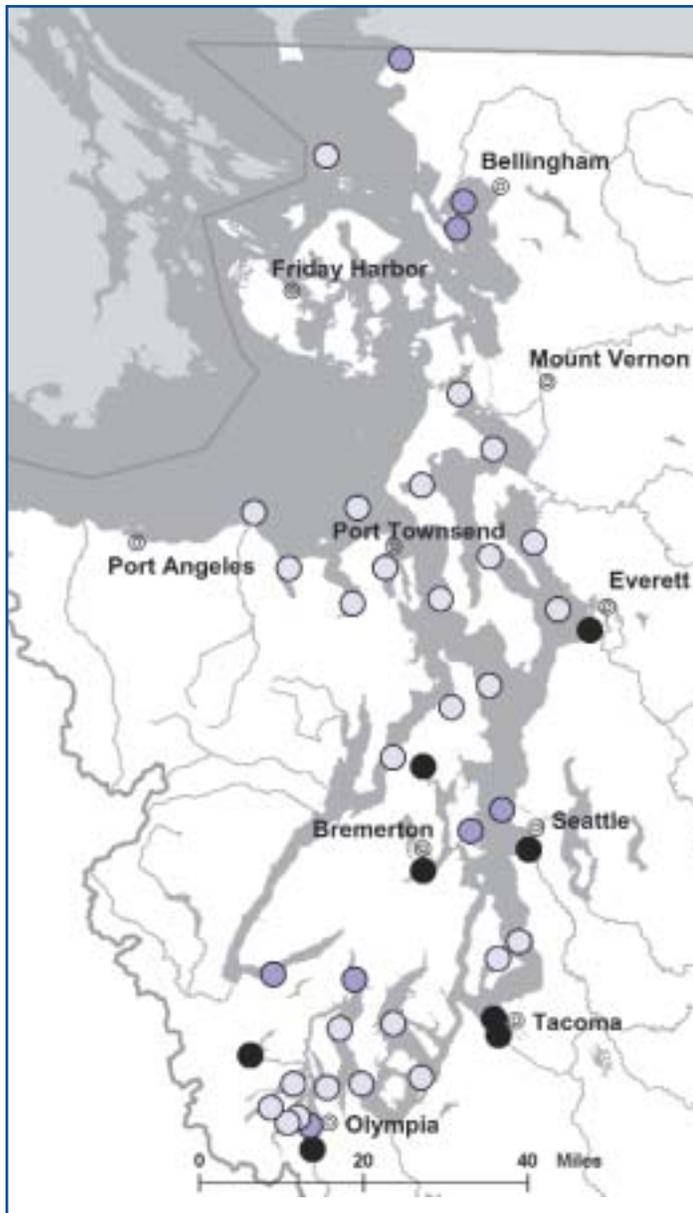 Bellingham
Friday Harbor
Mount Vernon
Port Townsend
Port Angeles
Everett
Bremerton
Seattle
Tacoma
Olympia
0 20 40 Miles